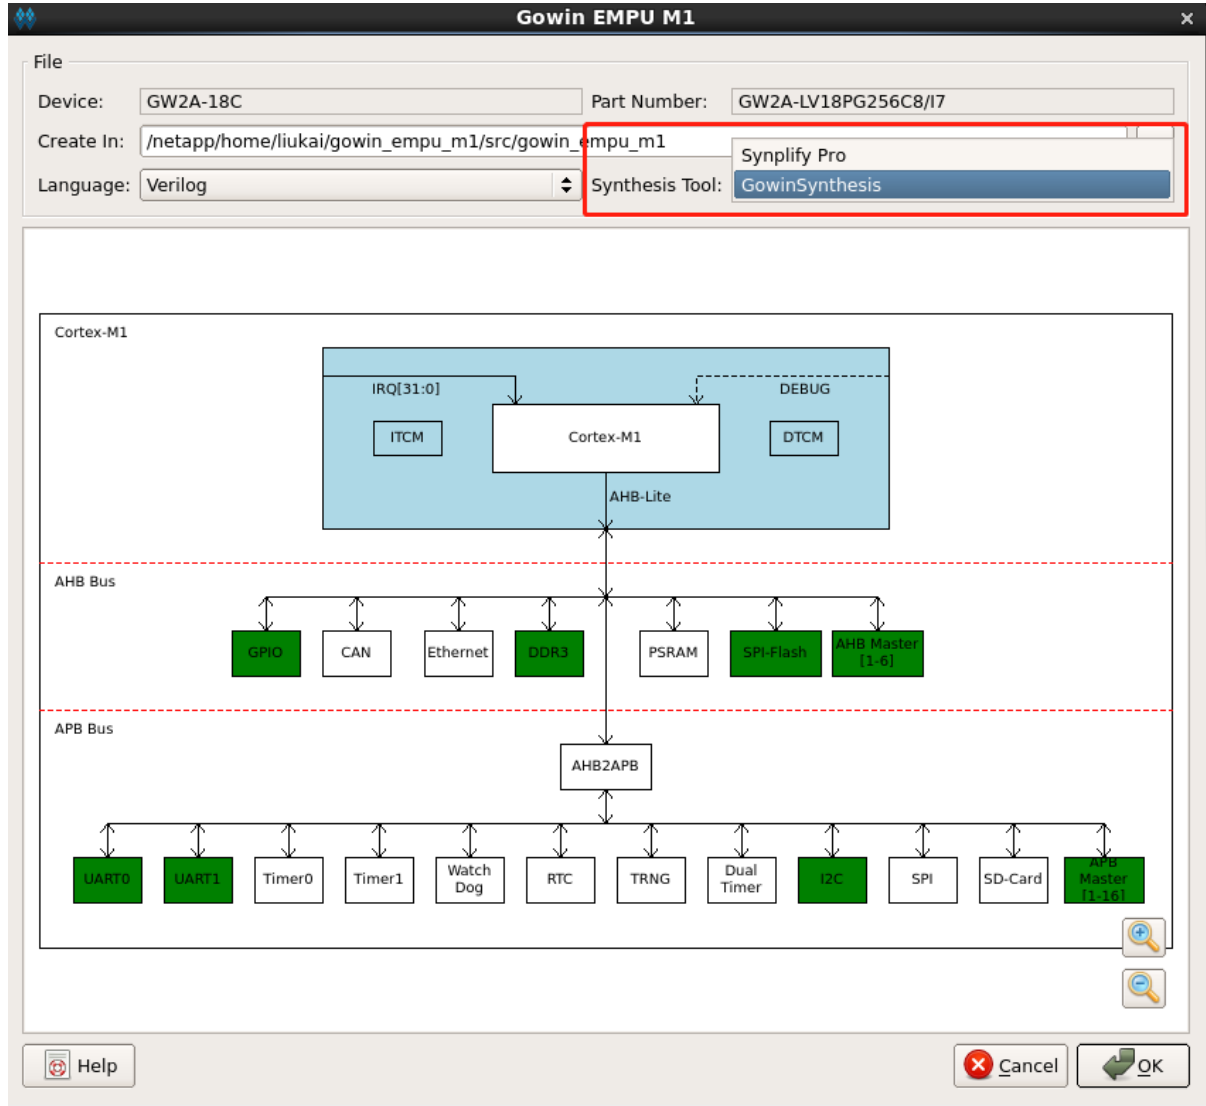 Gowin EMPU M1
File
Device: GW2A-18C Part Number: GW2A-LV18PG256C8/I7
Create In: /netapp/home/liukai/gowin_empu_m1/src/gowin_empu_m1
Synplify Pro
Language: Verilog Synthesis Tool: GowinSynthesis
Cortex-M1
IRQ[31:0] DEBUG
ITCM Cortex-M1 DTCM
AHB-Lite
AHB Bus
GPIO CAN Ethernet DDR3 PSRAM SPI-Flash AHB Master
[1-6]
APB Bus
AHB2APB
UART0 UART1 Timer0 Timer1 Watch
Dog RTC TRNG Dual
Timer I2C SPI SD-Card APB
Master
[1-16]
Help Cancel OK